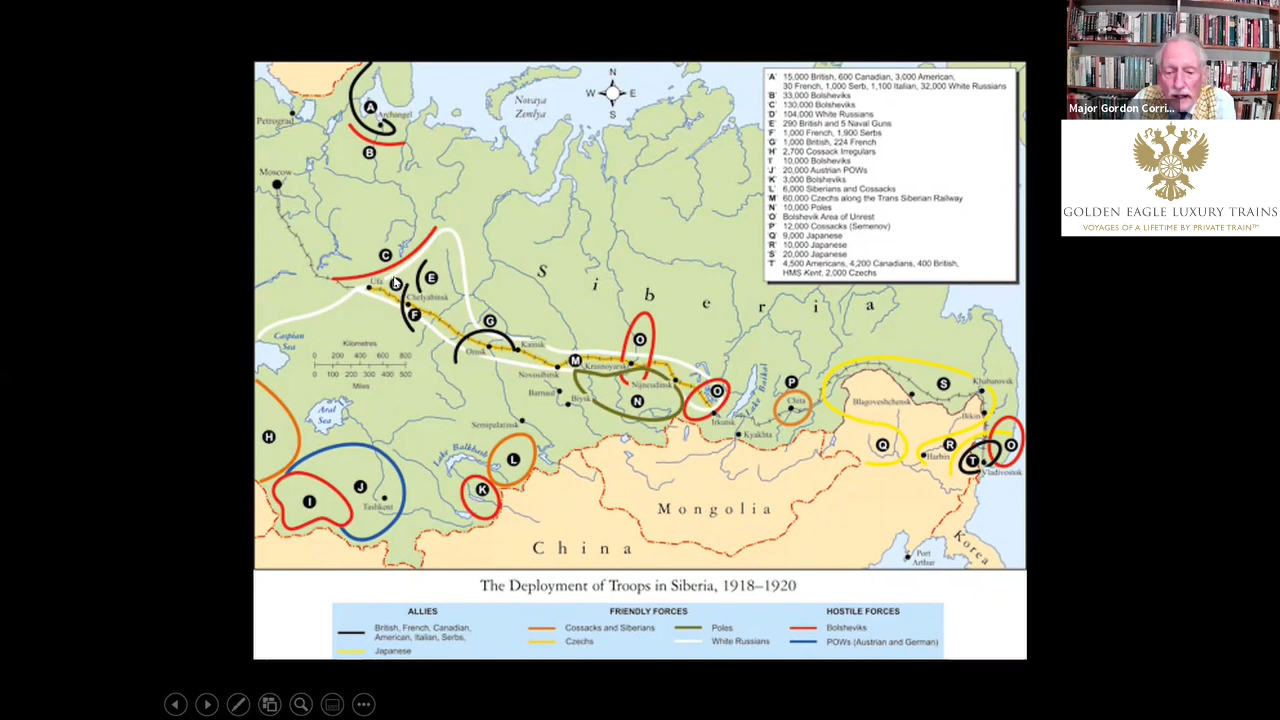 'A' 15,000 British, 600 Canadian, 3,000 American,
30 French, 1,000 Serb, 1,100 Italian, 32,000 White Russians
'B' 33,000 Bolsheviks
'C' 130,000 Bolsheviks
'D' 104,000 White Russians
'E' 290 British and 5 Naval Guns
'F' 1,000 French, 1,900 Serbs
'G' 1,000 British, 224 French
'H' 2,700 Cossack Irregulars
'I' 10,000 Bolsheviks
'J' 20,000 Austrian POWs
'K' 3,000 Bolsheviks
'L' 6,000 Siberians and Cossacks
'M' 60,000 Czechs along the Trans Siberian Railway
'N' 10,000 Poles
'O' Bolshevik Area of Unrest
'P' 12,000 Cossacks (Semenov)
'Q' 9,000 Japanese
'R' 10,000 Japanese
'S' 20,000 Japanese
'T' 4,500 Americans, 4,200 Canadians, 400 British,
HMS Kent, 2,000 Czechs
Major Gordon Corri...
GOLDEN EAGLE LUXURY TRAINS
VOYAGES OF A LIFETIME BY PRIVATE TRAIN™
N
W E
S
Novaya
Zemlya
A
Archangel
Petrograd
B
Moscow
C
E
Ufa
Chelyabinsk
F
Siberia
G
Omsk
Kainsk
M
O
Krasnoyarsk
Novosibirsk
Nijneudinsk
Barnaul
Biysk
N
O
Irkutsk
Lake Baikal
P
Chita
Kyakhta
Semipalatinsk
S
Khabarovsk
Blagoveshchensk
Bikin
Q
R
Harbin
T
O
Vladivostok
Caspian
Sea
Kilometres
0 200 400 600 800
0 100 200 300 400 500
Miles
Aral
Sea
H
Lake Balkhash
L
K
I
J
Tashkent
Mongolia
China
Korea
Port
Arthur
The Deployment of Troops in Siberia, 1918–1920
ALLIES
British, French, Canadian,
American, Italian, Serbs,
Japanese
FRIENDLY FORCES
Cossacks and Siberians
Czechs
Poles
White Russians
HOSTILE FORCES
Bolsheviks
POWs (Austrian and German)